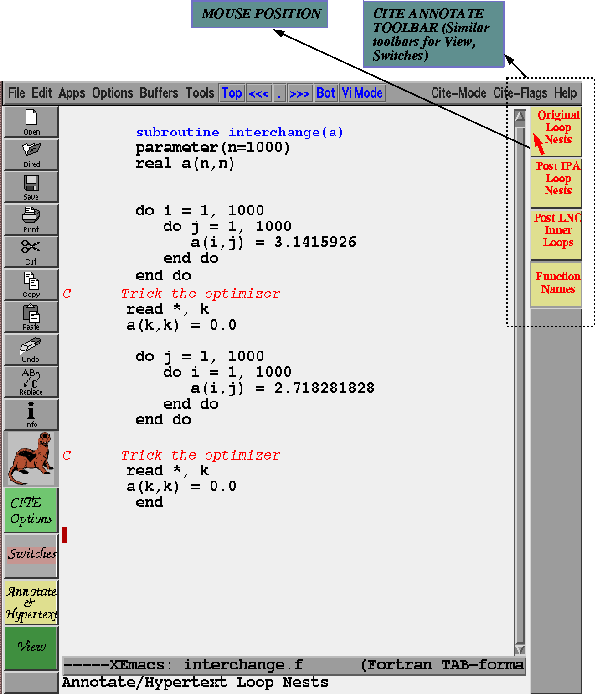 MOUSE POSITION
CITE ANNOTATE
TOOLBAR (Similar
toolbars for View,
Switches)
File Edit Apps Options Buffers Tools Top <<< . >>> Bot Vi Mode Cite-Mode Cite-Flags Help
Open
Dired
Save
Print
Cut
Copy
Paste
Undo
Replace
Info
CITE
Options
Switches
Annotate
&
Hypertext
View
subroutine interchange(a)
parameter(n=1000)
real a(n,n)
do i = 1, 1000
do j = 1, 1000
a(i,j) = 3.1415926
end do
end do
C Trick the optimizer
read *, k
a(k,k) = 0.0
do j = 1, 1000
do i = 1, 1000
a(i,j) = 2.718281828
end do
end do
C Trick the optimizer
read *, k
a(k,k) = 0.0
end
Original
Loop
Nests
Post IPA
Loop
Nests
Post LNO
Inner
Loops
Function
Names
-----XEmacs: interchange.f (Fortran TAB-forma
Annotate/Hypertext Loop Nests